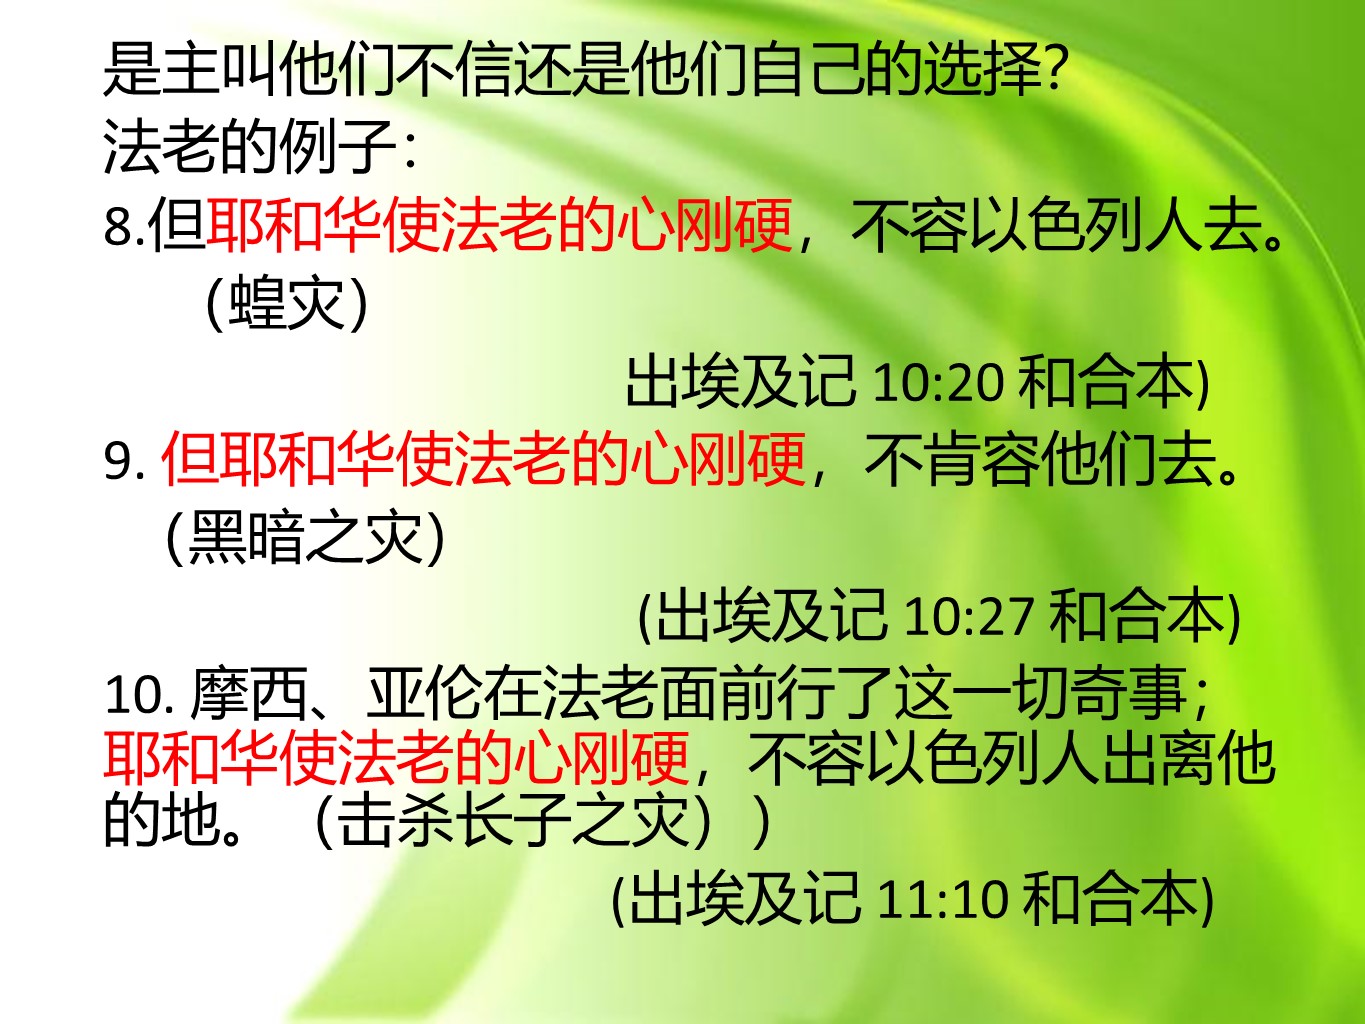 是主叫他们不信还是他们自己的选择？
法老的例子：
8.但耶和华使法老的心刚硬，不容以色列人去。
（蝗灾）
出埃及记 10:20 和合本)
9. 但耶和华使法老的心刚硬，不肯容他们去。
（黑暗之灾）
(出埃及记 10:27 和合本)
10. 摩西、亚伦在法老面前行了这一切奇事；
耶和华使法老的心刚硬，不容以色列人出离他
的地。（击杀长子之灾））
(出埃及记 11:10 和合本)